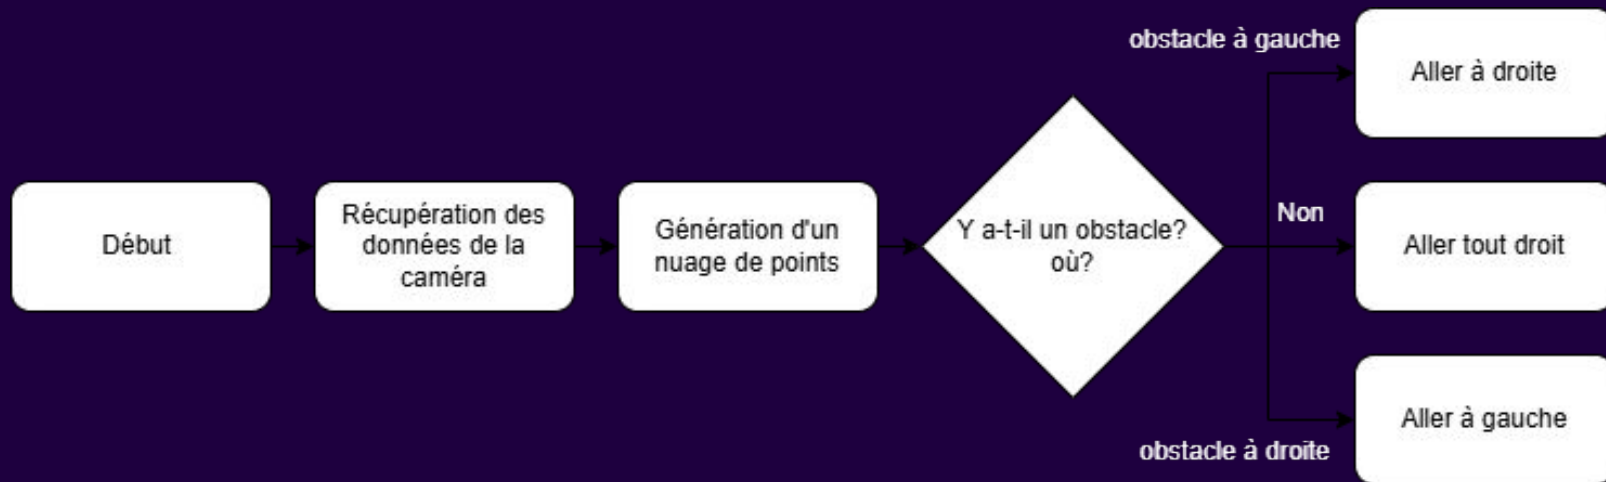 Début
Récupération des
données de la
caméra
Génération d'un
nuage de points
Y a-t-il un obstacle?
où?
obstacle à gauche
Aller à droite
Non
Aller tout droit
obstacle à droite
Aller à gauche